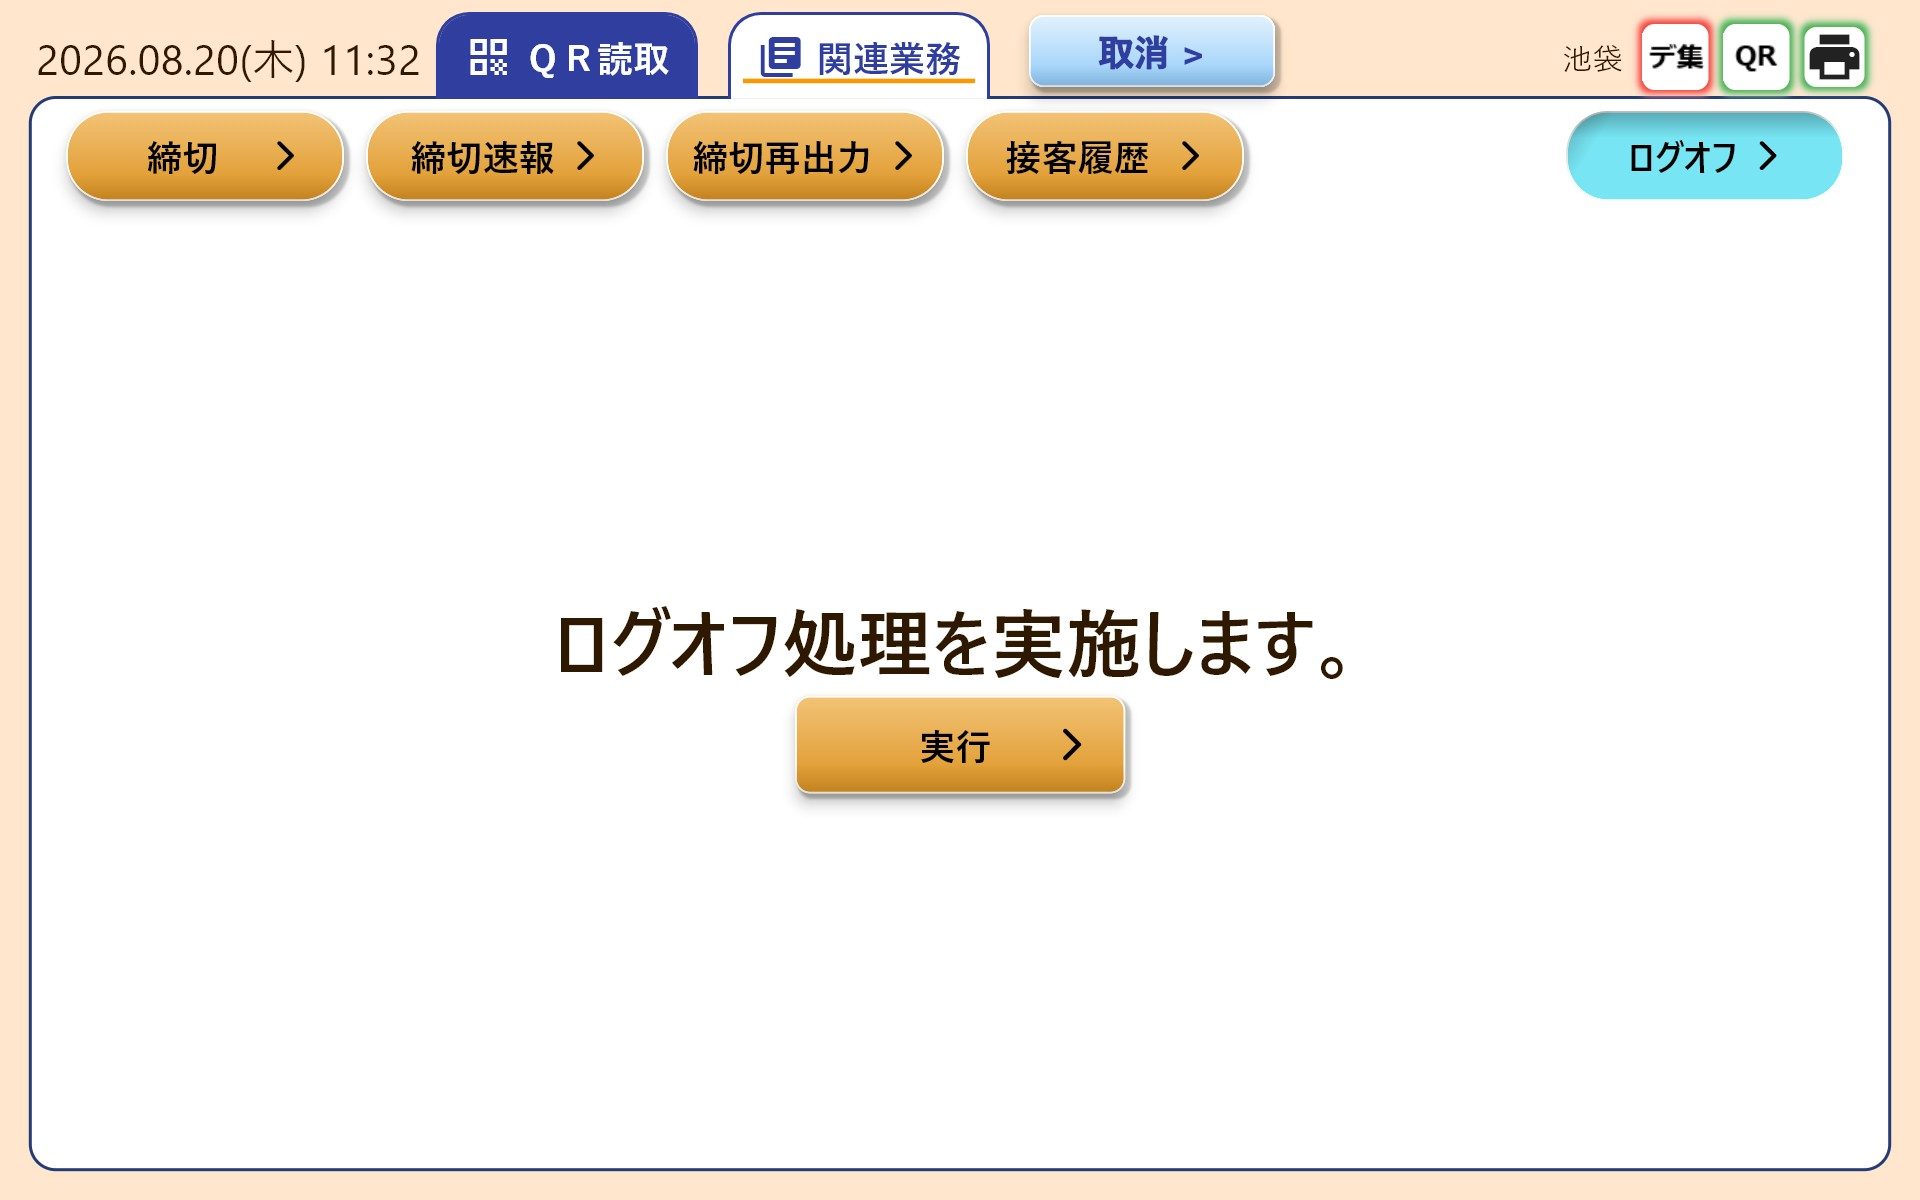 2026.08.20(木) 11:32
ＱＲ読取
関連業務
取消 >
池袋
デ集
QR
締切
締切速報
締切再出力
接客履歴
ログオフ
ログオフ処理を実施します。
実行